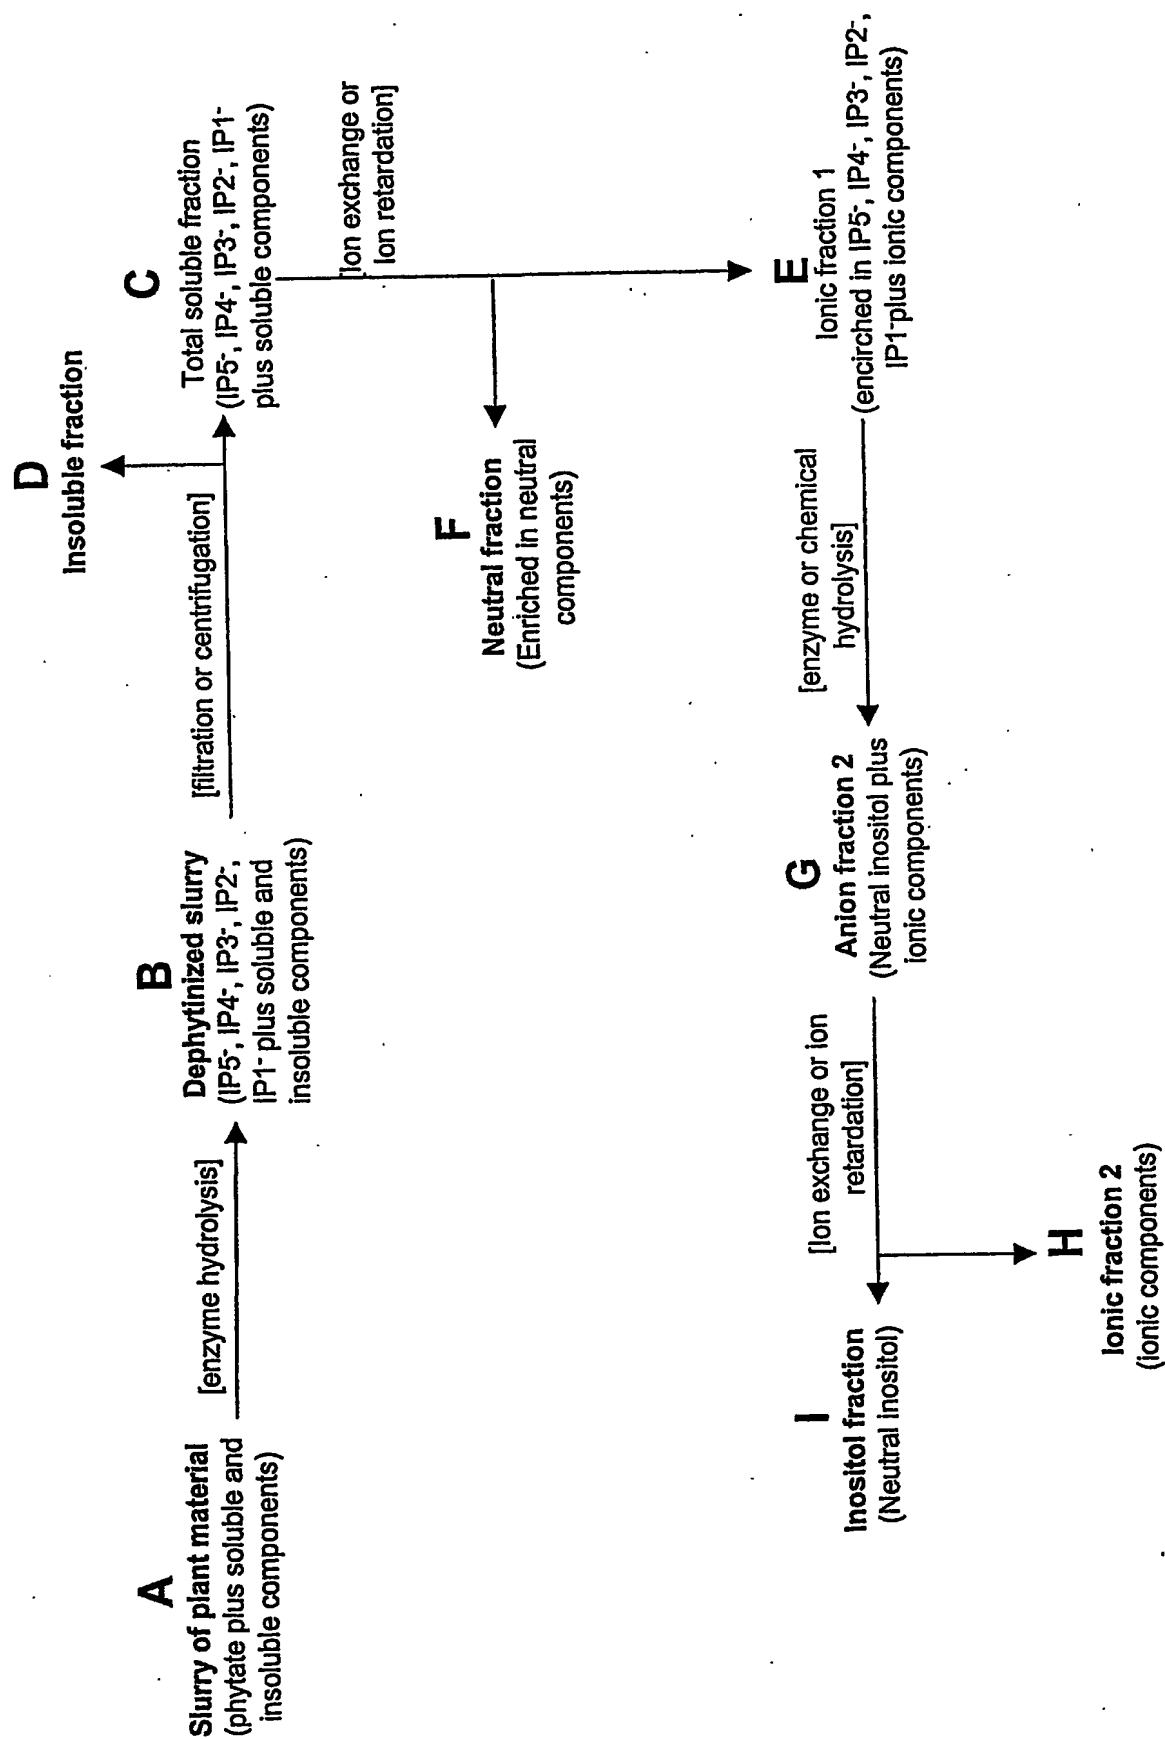 A
Slurry of plant material
(phytate plus soluble and
insoluble components)
[enzyme hydrolysis]
B
Dephytinized slurry
(IP5-, IP4-, IP3-, IP2-,
IP1- plus soluble and
insoluble components)
[filtration or centrifugation]
D
Insoluble fraction
C
Total soluble fraction
(IP5-, IP4-, IP3-, IP2-, IP1-
plus soluble components)
[Ion exchange or
Ion retardation]
F
Neutral fraction
(Enriched in neutral
components)
E
Ionic fraction 1
(encirched in IP5-, IP4-, IP3-, IP2-,
IP1-plus ionic components)
[enzyme or chemical
hydrolysis]
G
Anion fraction 2
(Neutral inositol plus
ionic components)
[Ion exchange or ion
retardation]
H
Ionic fraction 2
(ionic components)
I
Inositol fraction
(Neutral inositol)